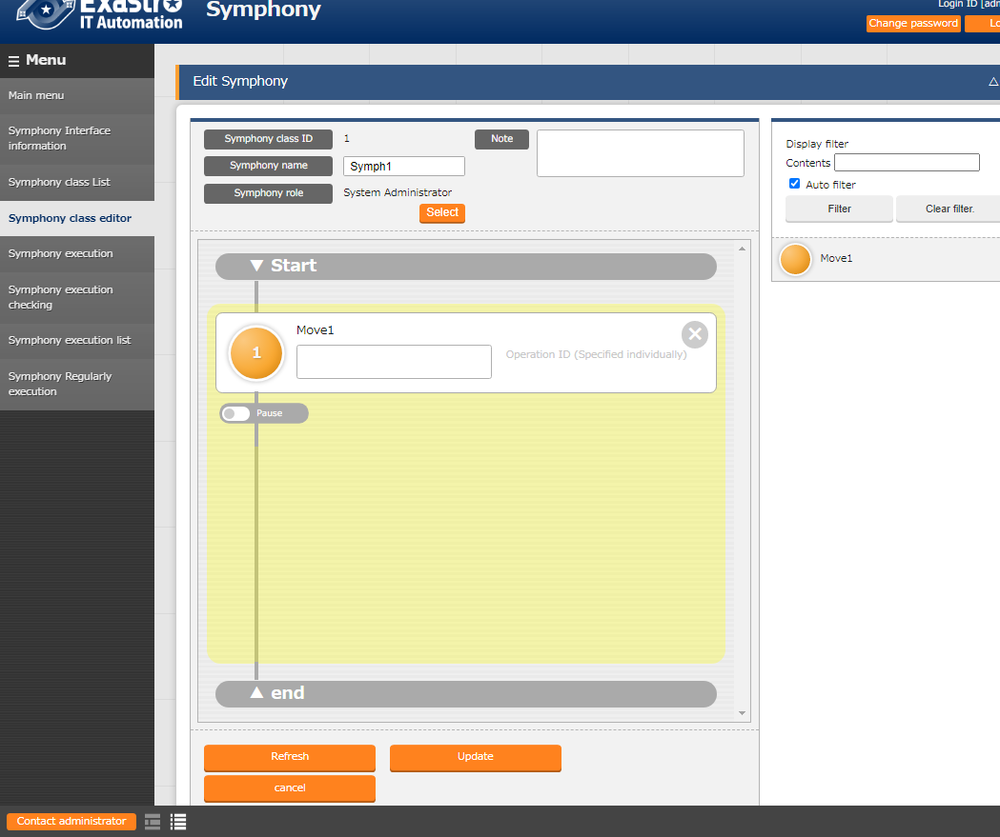 Exastro
IT Automation
Symphony
Login ID [adm
Change password
Lo
Menu
Main menu
Symphony Interface
information
Symphony class List
Symphony class editor
Symphony execution
Symphony execution
checking
Symphony execution list
Symphony Regularly
execution
Edit Symphony
Symphony class ID
1
Note
Symphony name
Symph1
Symphony role
System Administrator
Select
Start
1
Move1
Operation ID (Specified individually)
Pause
end
Refresh
Update
cancel
Display filter
Contents
Auto filter
Filter
Clear filter.
Move1
Contact administrator